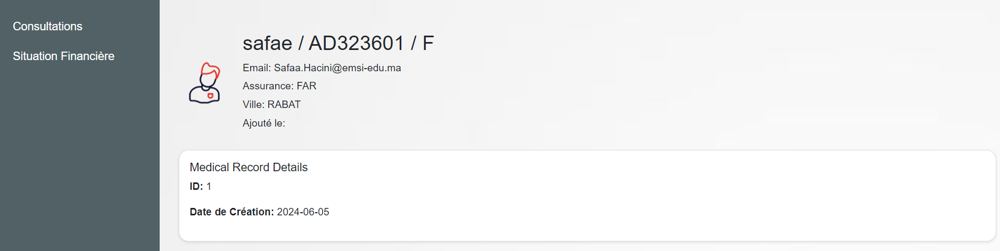 Consultations
Situation Financière
safae / AD323601 / F
Email: Safaa.Hacini@emsi-edu.ma
Assurance: FAR
Ville: RABAT
Ajouté le:
Medical Record Details
ID: 1
Date de Création: 2024-06-05